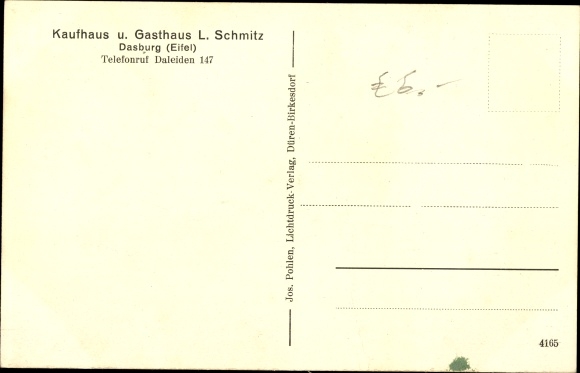 Kaufhaus u. Gasthaus L. Schmitz
Dasburg (Eifel)
Telefonruf Daleiden 147
Jos. Pohlen, Lichtdruck-Verlag, Düren-Birkesdorf
€ 6.-
4165